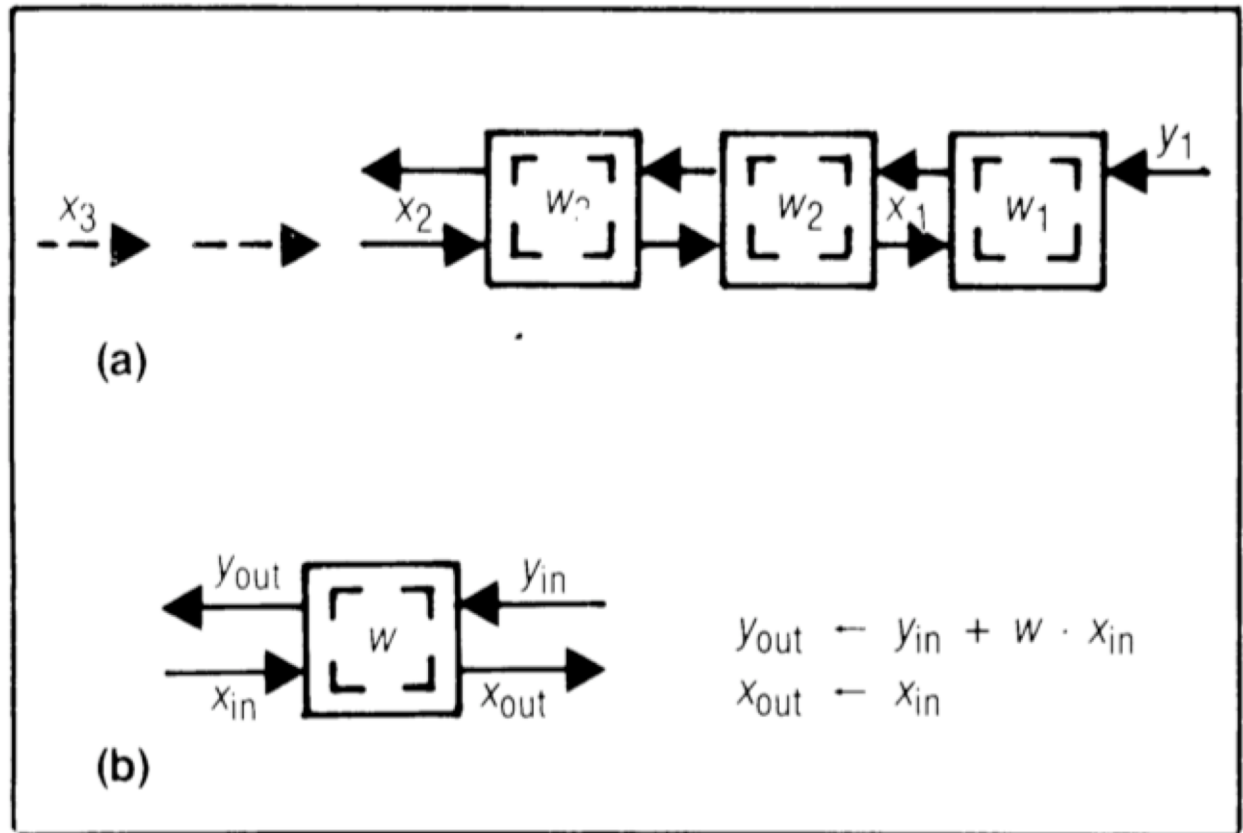 y1
x3 x2 w2 x1 w1
(a)
yout yin
w
xin xout
yout ← yin + w · xin
xout ← xin
(b)